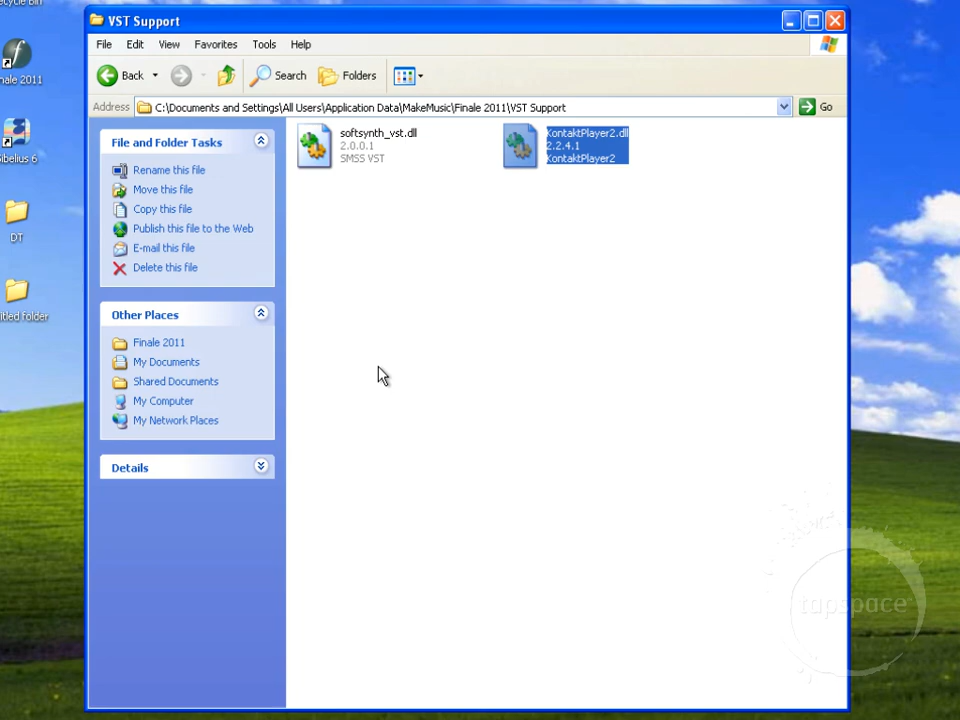 ecycle Bin
VST Support
File Edit View Favorites Tools Help
Back Search Folders
Address C:\Documents and Settings\All Users\Application Data\MakeMusic\Finale 2011\VST Support Go
nale 2011
ibelius 6
DT
titled folder
File and Folder Tasks
Rename this file
Move this file
Copy this file
Publish this file to the Web
E-mail this file
Delete this file
Other Places
Finale 2011
My Documents
Shared Documents
My Computer
My Network Places
Details
softsynth_vst.dll
2.0.0.1
SMSS VST
KontaktPlayer2.dll
2.2.4.1
KontaktPlayer2
tapspace